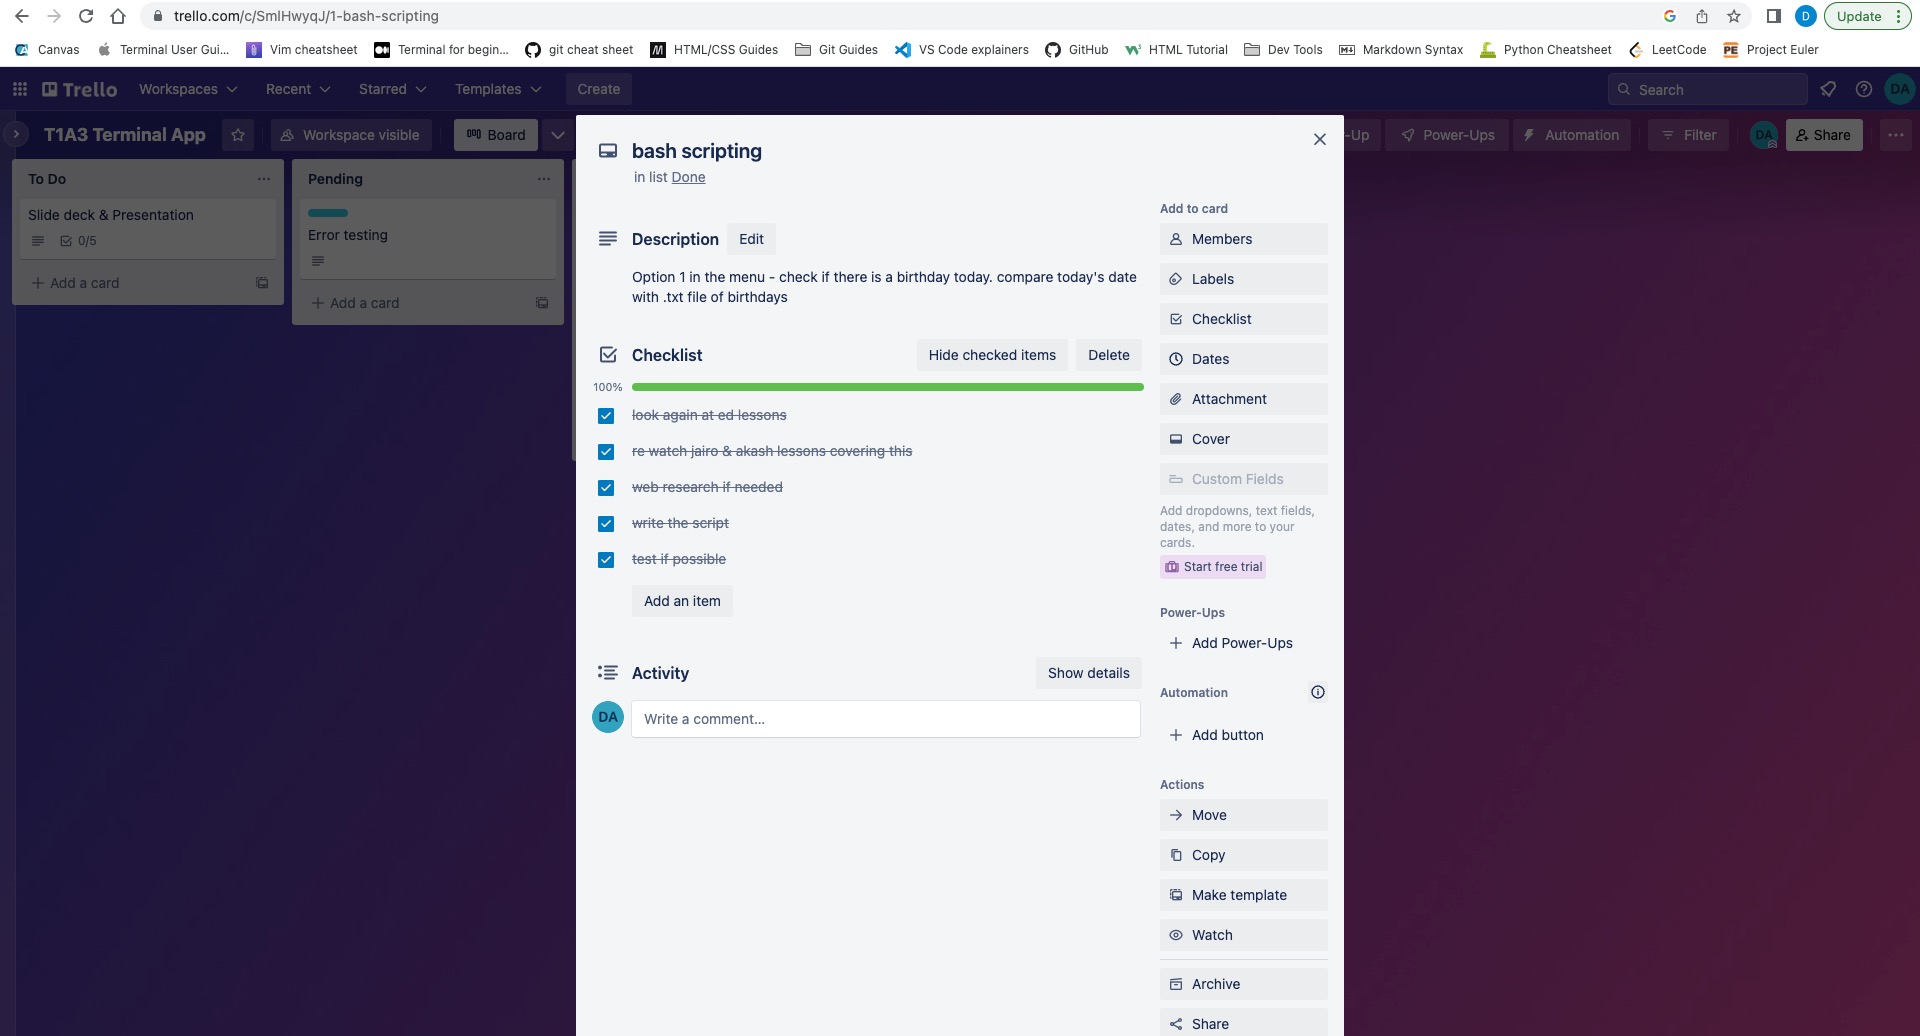 trello.com/c/SmlHwyqJ/1-bash-scripting
D
Update
Canvas
Terminal User Gui...
Vim cheatsheet
Terminal for begin...
git cheat sheet
HTML/CSS Guides
Git Guides
VS Code explainers
GitHub
HTML Tutorial
Dev Tools
Markdown Syntax
Python Cheatsheet
LeetCode
PE Project Euler
Trello
Workspaces
Recent
Starred
Templates
Create
Search
DA
T1A3 Terminal App
Workspace visible
Board
-Up
Power-Ups
Automation
Filter
DA
Share
To Do
Slide deck & Presentation
0/5
+ Add a card
Pending
Error testing
+ Add a card
bash scripting
in list Done
Description
Edit
Option 1 in the menu - check if there is a birthday today. compare today's date
with .txt file of birthdays
Checklist
Hide checked items
Delete
100%
look again at ed lessons
re watch jairo & akash lessons covering this
web research if needed
write the script
test if possible
Add an item
Activity
Show details
DA
Write a comment...
Add to card
Members
Labels
Checklist
Dates
Attachment
Cover
Custom Fields
Add dropdowns, text fields,
dates, and more to your
cards.
Start free trial
Power-Ups
+ Add Power-Ups
Automation
+ Add button
Actions
Move
Copy
Make template
Watch
Archive
Share